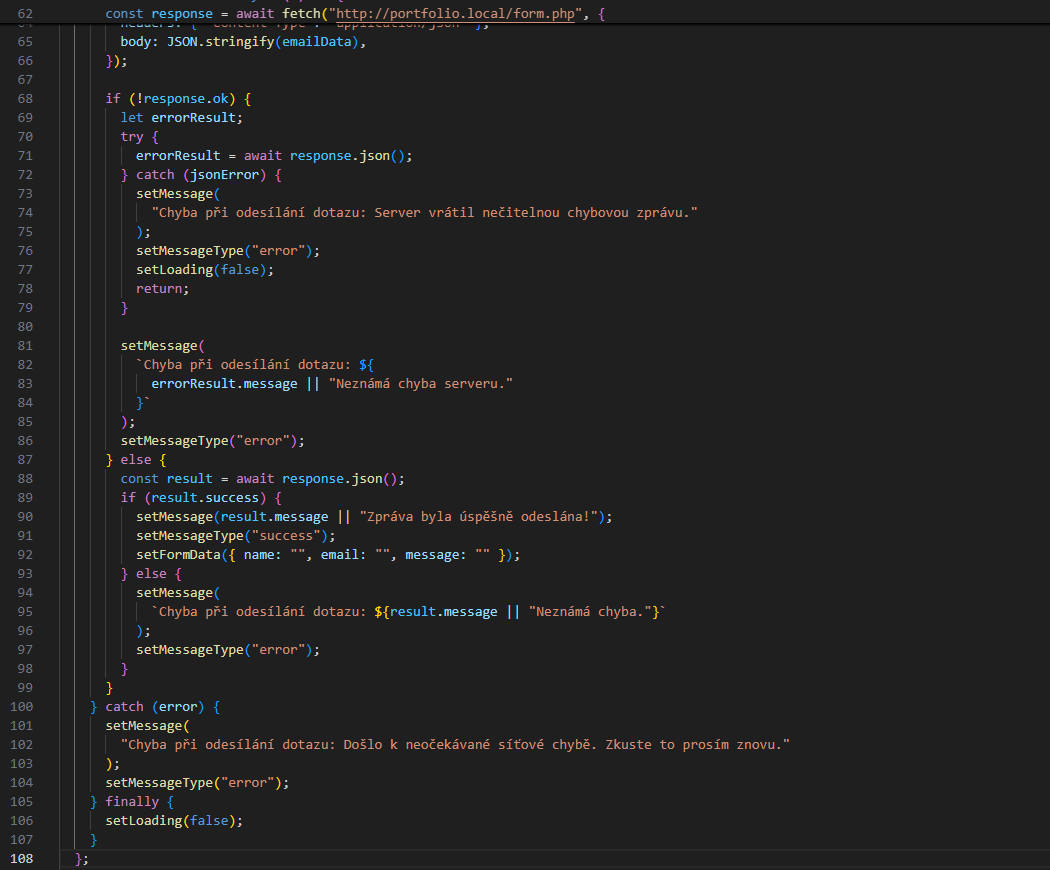 62 const response = await fetch("http://portfolio.local/form.php", {
65 body: JSON.stringify(emailData),
66 });
67
68 if (!response.ok) {
69 let errorResult;
70 try {
71 errorResult = await response.json();
72 } catch (jsonError) {
73 setMessage(
74 "Chyba při odesílání dotazu: Server vrátil nečitelnou chybovou zprávu."
75 );
76 setMessageType("error");
77 setLoading(false);
78 return;
79 }
80
81 setMessage(
82 `Chyba při odesílání dotazu: ${
83 errorResult.message || "Neznámá chyba serveru."
84 }`
85 );
86 setMessageType("error");
87 } else {
88 const result = await response.json();
89 if (result.success) {
90 setMessage(result.message || "Zpráva byla úspěšně odeslána!");
91 setMessageType("success");
92 setFormData({ name: "", email: "", message: "" });
93 } else {
94 setMessage(
95 `Chyba při odesílání dotazu: ${result.message || "Neznámá chyba."}`
96 );
97 setMessageType("error");
98 }
99 }
100 } catch (error) {
101 setMessage(
102 "Chyba při odesílání dotazu: Došlo k neočekávané síťové chybě. Zkuste to prosím znovu."
103 );
104 setMessageType("error");
105 } finally {
106 setLoading(false);
107 }
108 };